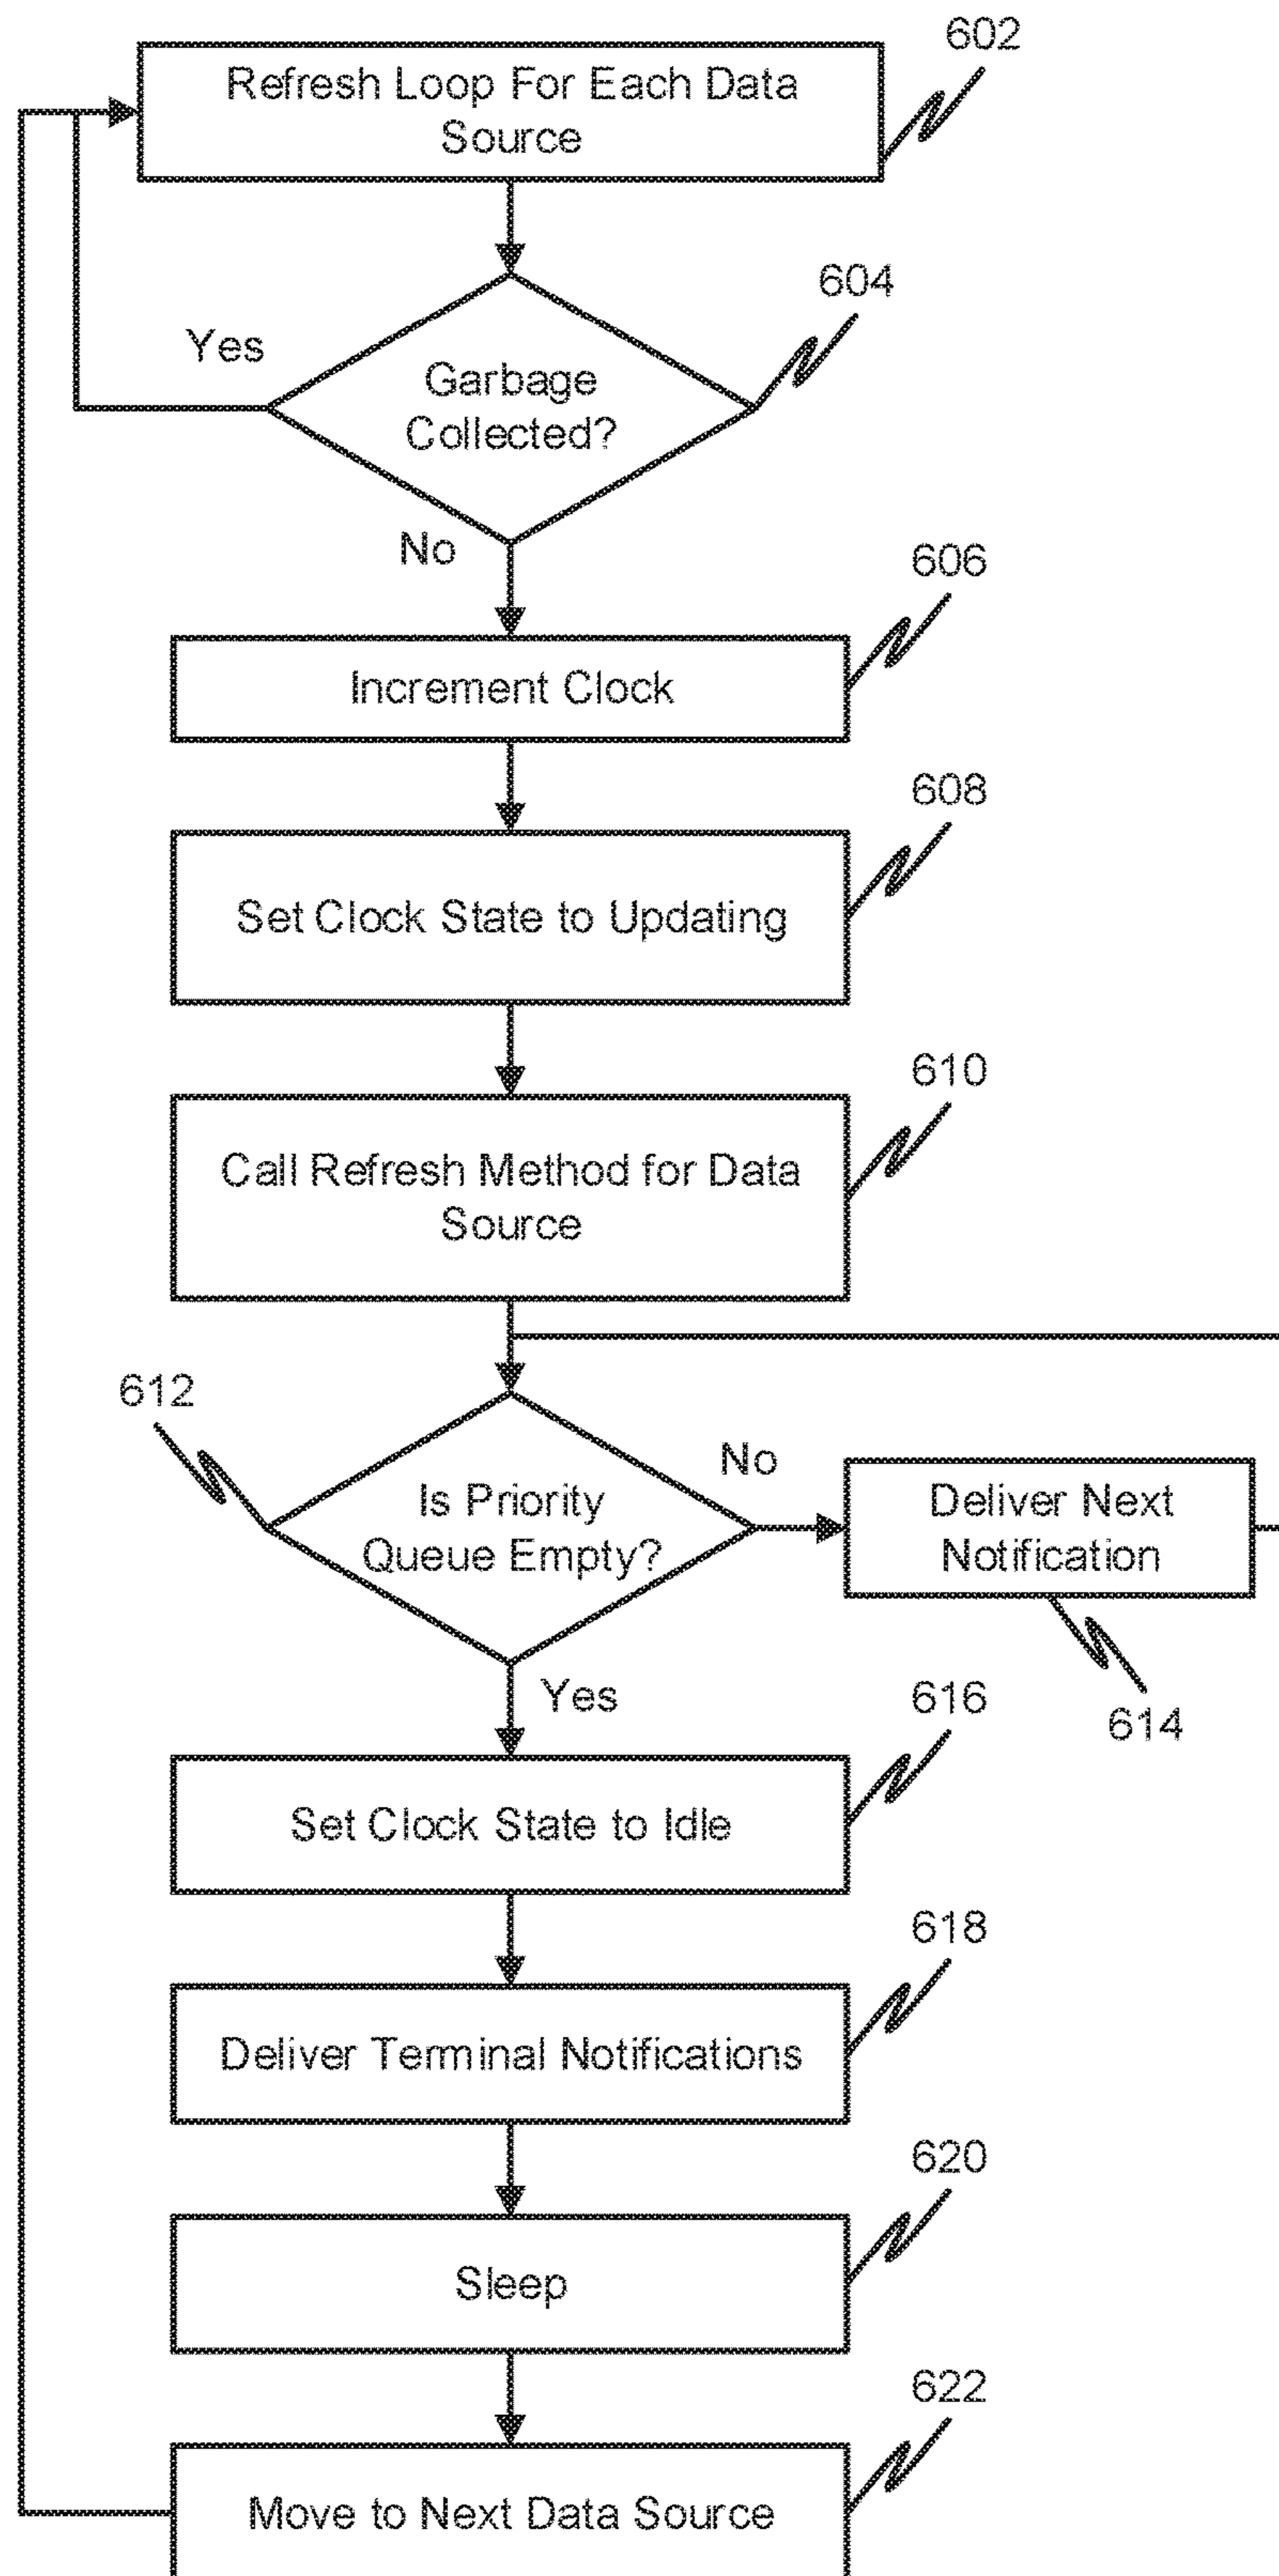 602
Refresh Loop For Each Data
Source
604
Yes
Garbage
Collected?
No
606
Increment Clock
608
Set Clock State to Updating
610
Call Refresh Method for Data
Source
612
No
Is Priority
Queue Empty?
Deliver Next
Notification
Yes
614
616
Set Clock State to Idle
618
Deliver Terminal Notifications
620
Sleep
622
Move to Next Data Source